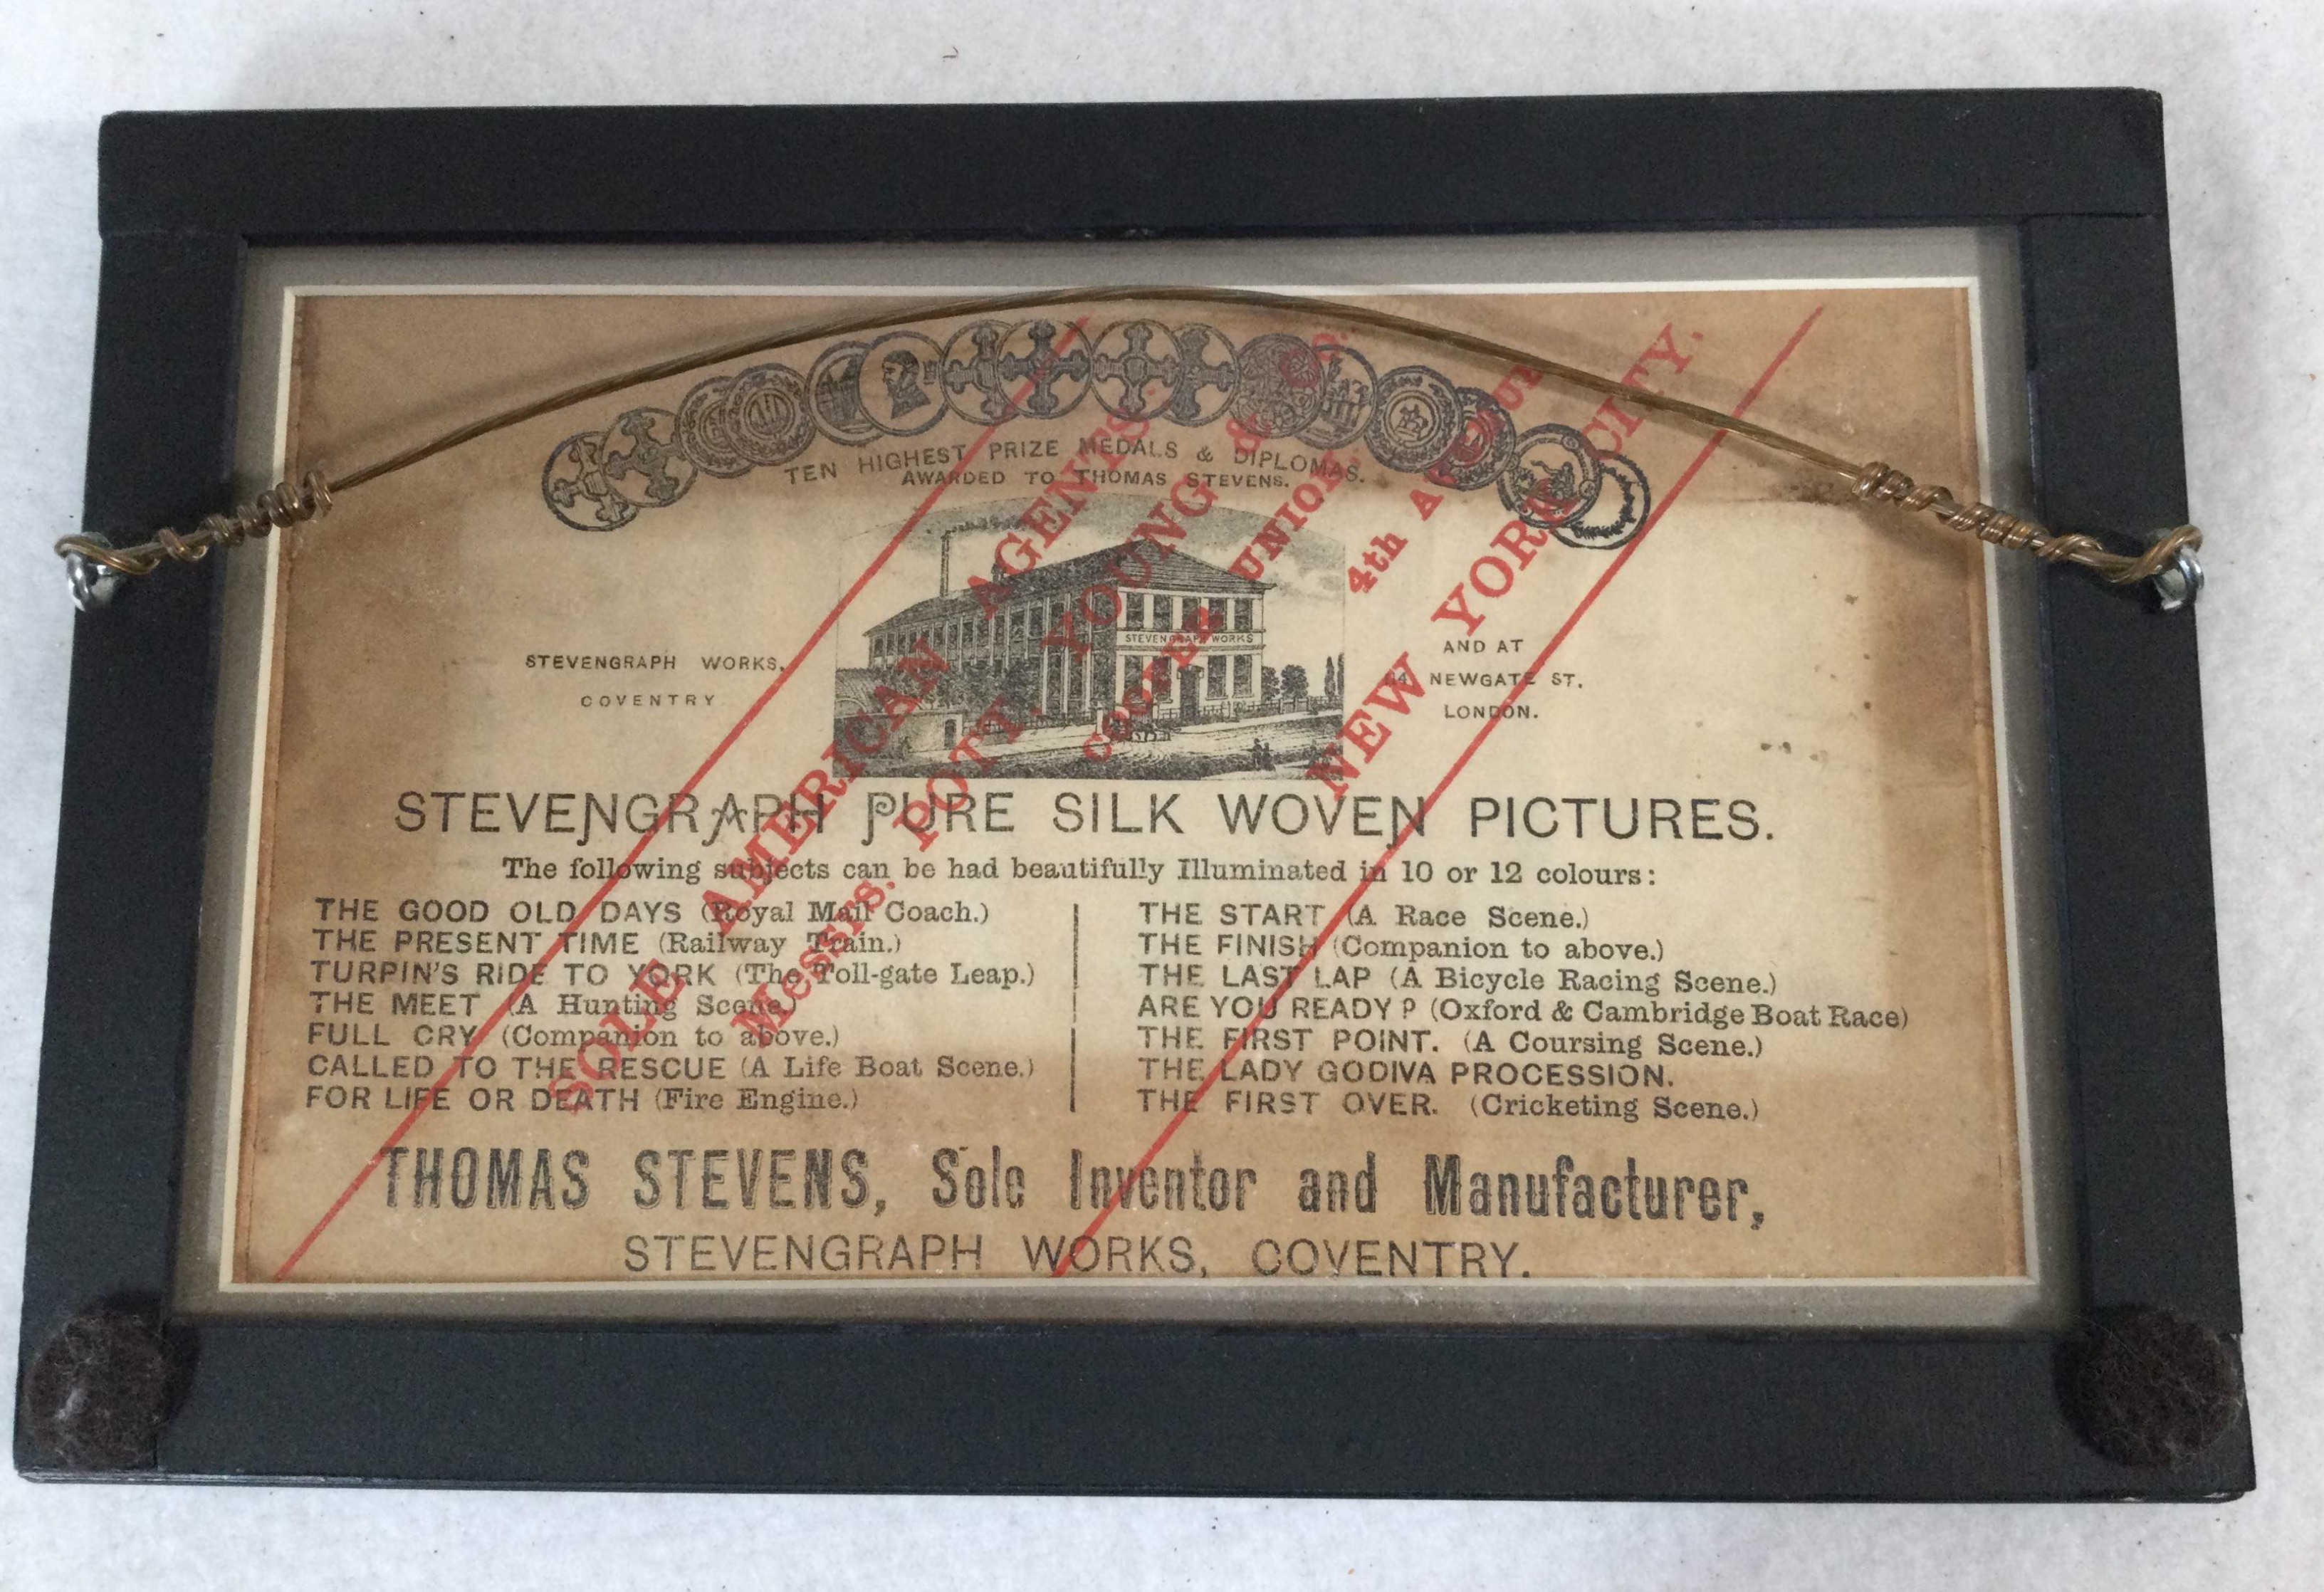 TEN HIGHEST PRIZE MEDALS & DIPLOMAS.
AWARDED TO THOMAS STEVENS.
STEVENGRAPH WORKS
STEVENGRAPH WORKS,
COVENTRY
AND AT
NEWGATE ST.
LONDON.
STEVENGRAPH PURE SILK WOVEN PICTURES.
The following subjects can be had beautifully Illuminated in 10 or 12 colours:
THE GOOD OLD DAYS (Royal Mail Coach.)
THE PRESENT TIME (Railway Train.)
TURPIN'S RIDE TO YORK (The Toll-gate Leap.)
THE MEET (A Hunting Scene.)
FULL CRY (Companion to above.)
CALLED TO THE RESCUE (A Life Boat Scene.)
FOR LIFE OR DEATH (Fire Engine.)
THE START (A Race Scene.)
THE FINISH (Companion to above.)
THE LAST LAP (A Bicycle Racing Scene.)
ARE YOU READY? (Oxford & Cambridge Boat Race)
THE FIRST POINT. (A Coursing Scene.)
THE LADY GODIVA PROCESSION.
THE FIRST OVER. (Cricketing Scene.)
THOMAS STEVENS, Sole Inventor and Manufacturer,
STEVENGRAPH WORKS, COVENTRY.
SOLE AMERICAN AGENTS.
Messrs. POTT, YOUNG & Co.
COOPER UNION.
4th
NEW YORK CITY.